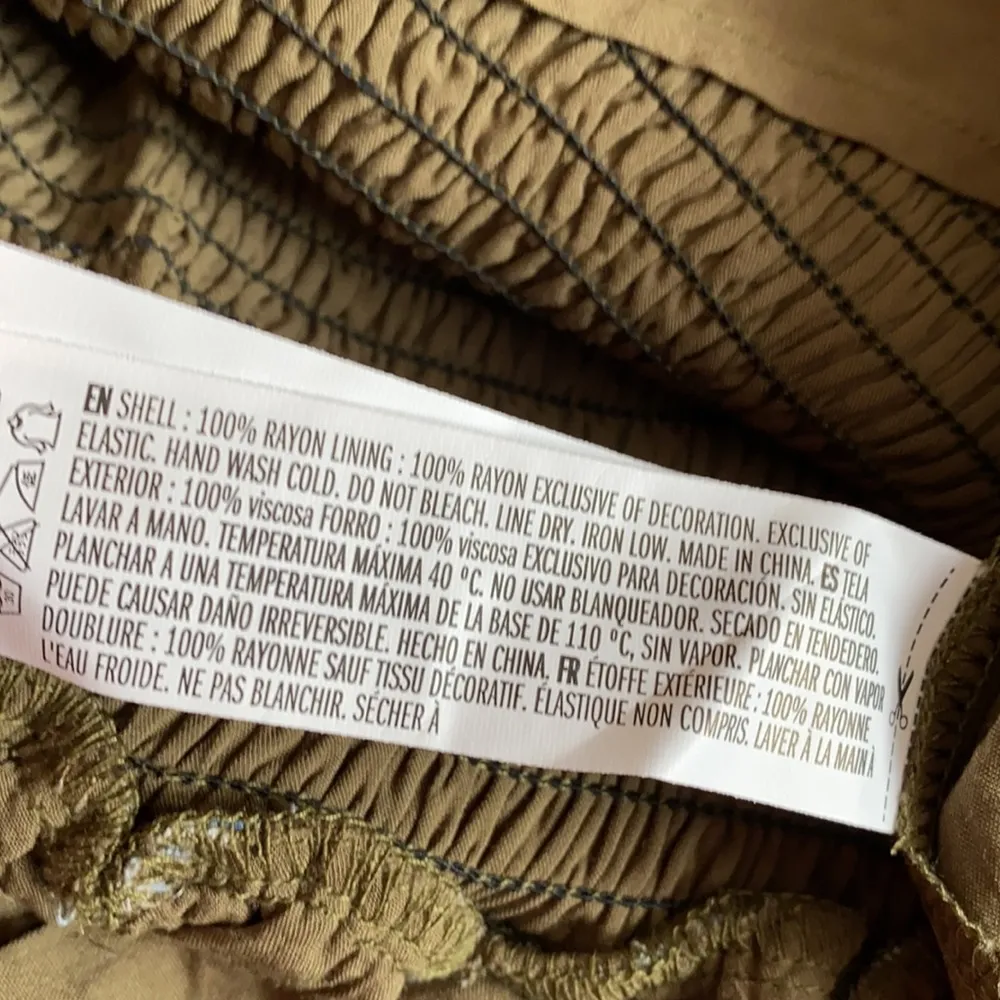 EN SHELL : 100% RAYON LINING : 100% RAYON EXCLUSIVE OF DECORATION. EXCLUSIVE OF
ELASTIC. HAND WASH COLD. DO NOT BLEACH. LINE DRY. IRON LOW. MADE IN CHINA. ES TELA
EXTERIOR : 100% viscosa FORRO : 100% viscosa EXCLUSIVO PARA DECORACIÓN. SIN ELÁSTICO.
LAVAR A MANO. TEMPERATURA MÁXIMA 40 ºC. NO USAR BLANQUEADOR. SECADO EN TENDEDERO.
PLANCHAR A UNA TEMPERATURA MÁXIMA DE LA BASE DE 110 ºC, SIN VAPOR. PLANCHAR CON VAPOR
PUEDE CAUSAR DAÑO IRREVERSIBLE. HECHO EN CHINA. FR ÉTOFFE EXTÉRIEURE : 100% RAYONNE
DOUBLURE : 100% RAYONNE SAUF TISSU DÉCORATIF. ÉLASTIQUE NON COMPRIS. LAVER À LA MAIN À
L'EAU FROIDE. NE PAS BLANCHIR. SÉCHER À